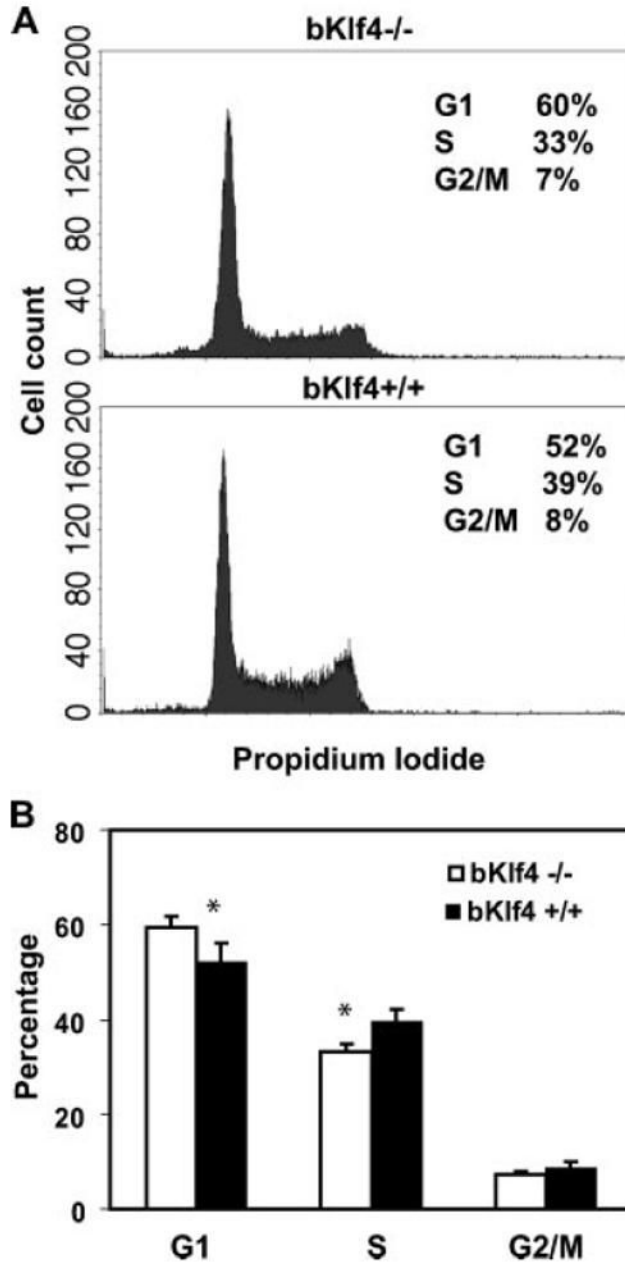 A
bKlf4-/-
200
160
120
80
40
0
G1 60%
S 33%
G2/M 7%
Cell count
bKlf4+/+
200
160
120
80
40
0
G1 52%
S 39%
G2/M 8%
Propidium Iodide
B
80
60
40
20
0
Percentage
bKlf4 -/-
bKlf4 +/+
*
*
G1 S G2/M